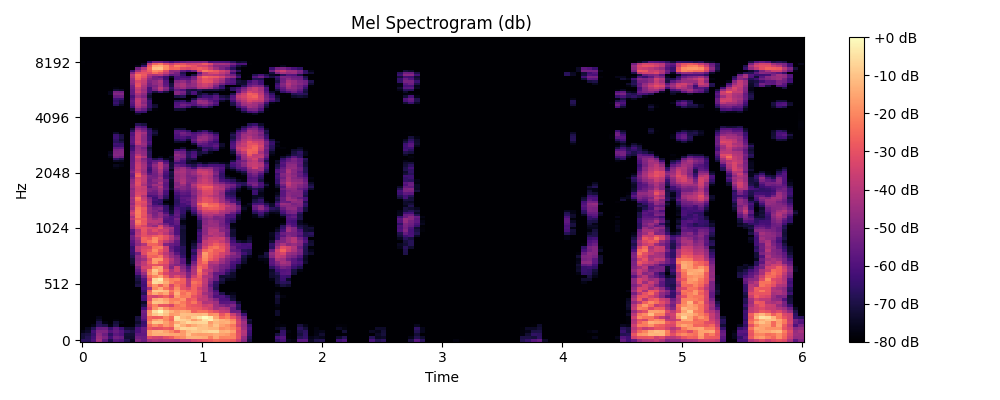 Mel Spectrogram (db)
Hz
8192
4096
2048
1024
512
0
0 1 2 3 4 5 6
Time
+0 dB
-10 dB
-20 dB
-30 dB
-40 dB
-50 dB
-60 dB
-70 dB
-80 dB